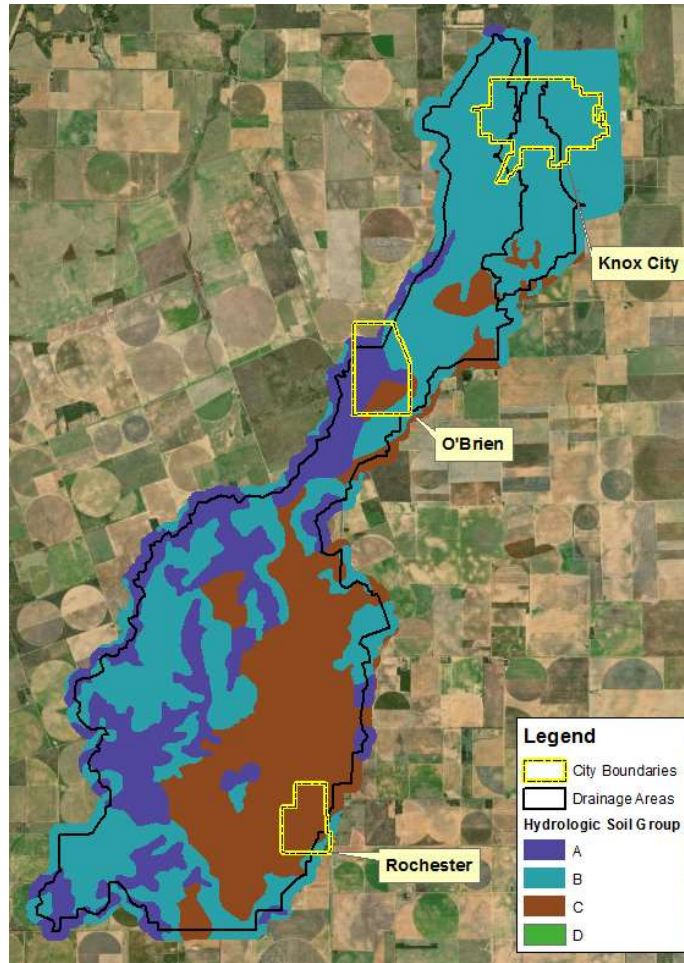 Knox City
O'Brien
Rochester
Legend
City Boundaries
Drainage Areas
Hydrologic Soil Group
A
B
C
D